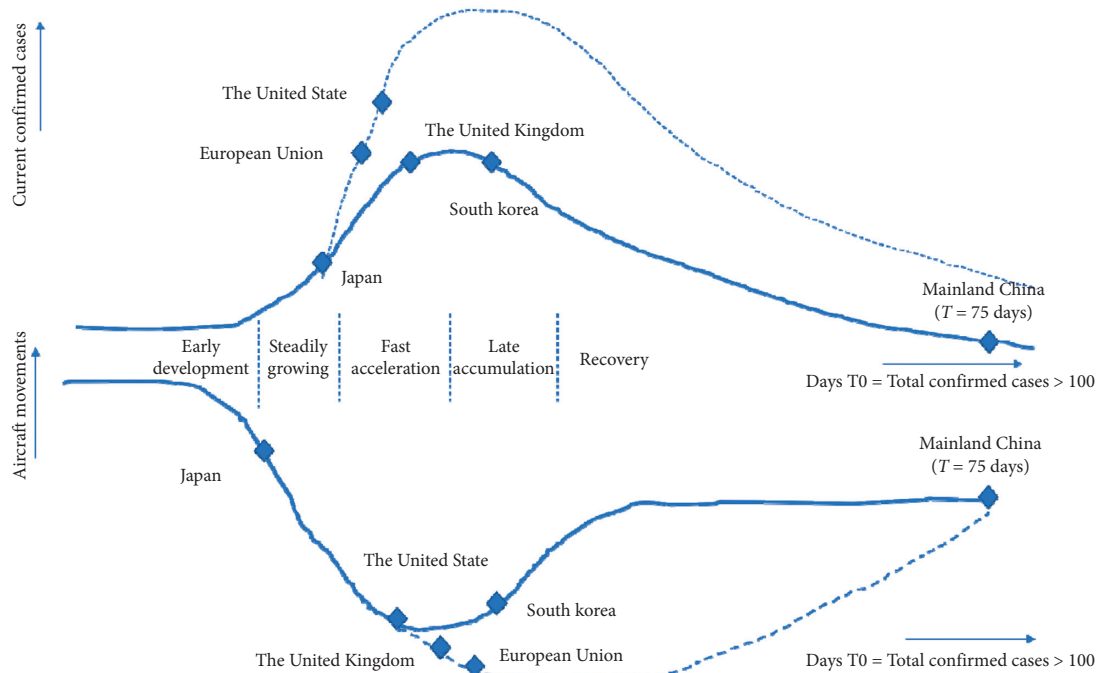 Current confirmed cases
The United State
European Union
The United Kingdom
South korea
Japan
Mainland China
(T = 75 days)
Early
development
Steadily
growing
Fast
acceleration
Late
accumulation
Recovery
Days T0 = Total confirmed cases > 100
Aircraft movements
Japan
Mainland China
(T = 75 days)
The United State
South korea
The United Kingdom
European Union
Days T0 = Total confirmed cases > 100